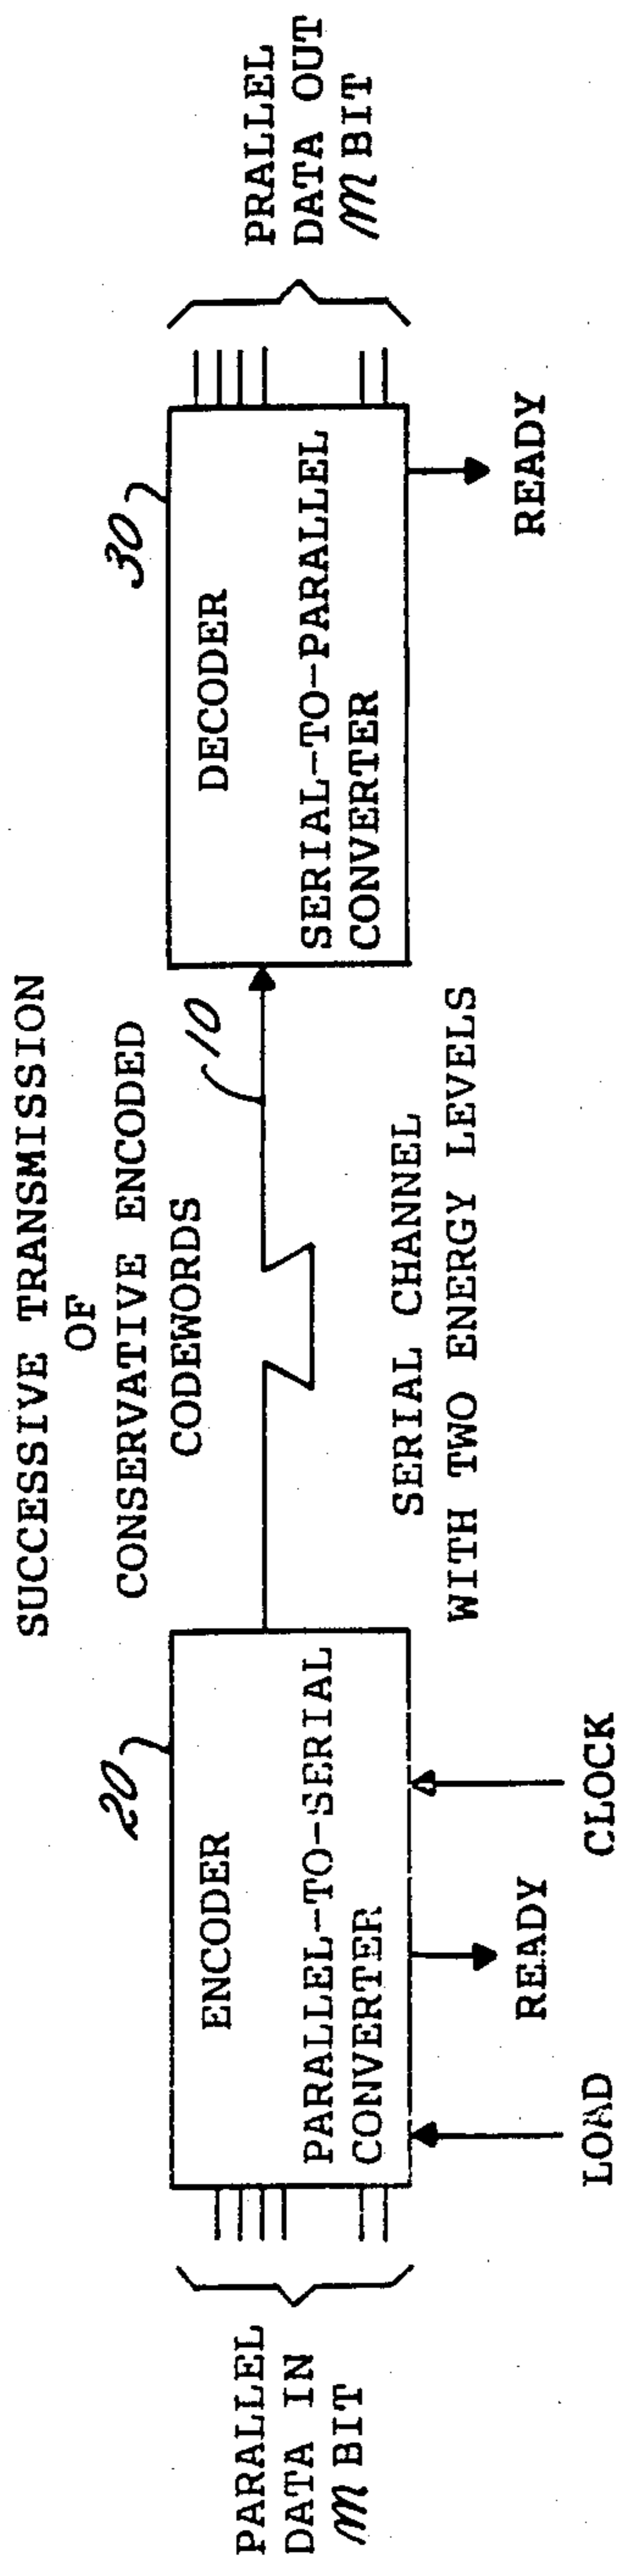 PARALLEL
DATA IN
m BIT
20
ENCODER
PARALLEL-TO-SERIAL
CONVERTER
LOAD
READY
CLOCK
SUCCESSIVE TRANSMISSION
OF
CONSERVATIVE ENCODED
CODEWORDS
10
SERIAL CHANNEL
WITH TWO ENERGY LEVELS
30
DECODER
SERIAL-TO-PARALLEL
CONVERTER
READY
PRALLEL
DATA OUT
m BIT